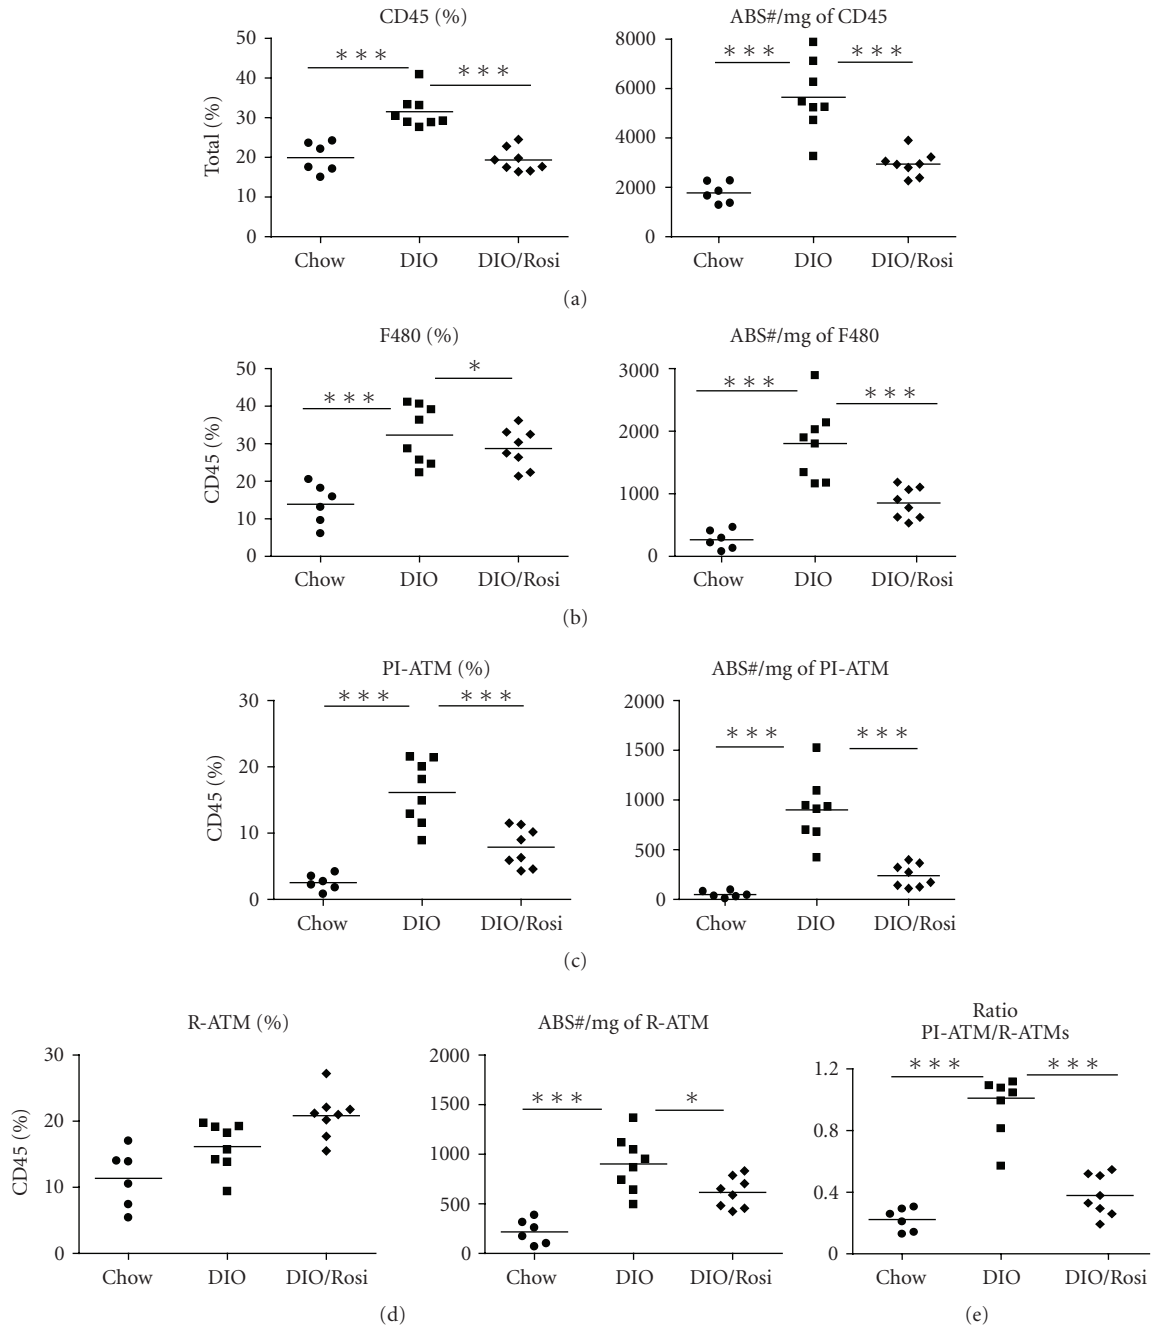 CD45 (%)
ABS#/mg of CD45
50
40
30
20
10
0
Total (%)
∗ ∗ ∗
∗ ∗ ∗
Chow DIO DIO/Rosi
8000
6000
4000
2000
0
∗ ∗ ∗
∗ ∗ ∗
Chow DIO DIO/Rosi
(a)
F480 (%)
ABS#/mg of F480
50
40
30
20
10
0
CD45 (%)
∗ ∗ ∗
∗
Chow DIO DIO/Rosi
3000
2000
1000
0
∗ ∗ ∗
∗ ∗ ∗
Chow DIO DIO/Rosi
(b)
PI-ATM (%)
ABS#/mg of PI-ATM
30
20
10
0
CD45 (%)
∗ ∗ ∗
∗ ∗ ∗
Chow DIO DIO/Rosi
2000
1500
1000
500
0
∗ ∗ ∗
∗ ∗ ∗
Chow DIO DIO/Rosi
(c)
R-ATM (%)
30
20
10
0
CD45 (%)
Chow DIO DIO/Rosi
ABS#/mg of R-ATM
2000
1500
1000
500
0
∗ ∗ ∗
∗
Chow DIO DIO/Rosi
(d)
Ratio
PI-ATM/R-ATMs
1.2
0.8
0.4
0
∗ ∗ ∗
∗ ∗ ∗
Chow DIO DIO/Rosi
(e)